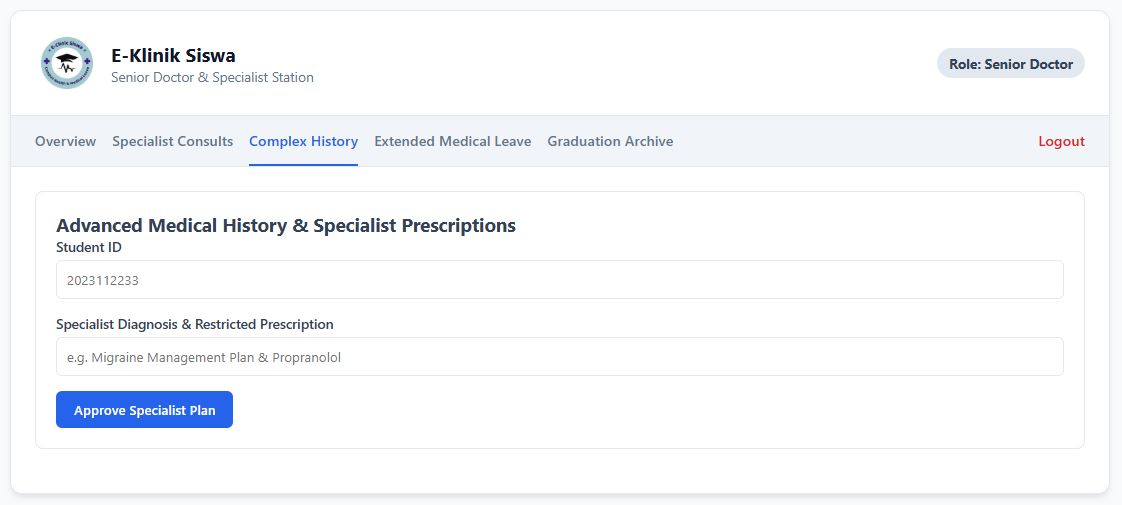 E-Klinik Siswa
Senior Doctor & Specialist Station
Role: Senior Doctor
Overview Specialist Consults Complex History Extended Medical Leave Graduation Archive Logout
Advanced Medical History & Specialist Prescriptions
Student ID
2023112233
Specialist Diagnosis & Restricted Prescription
e.g. Migraine Management Plan & Propranolol
Approve Specialist Plan